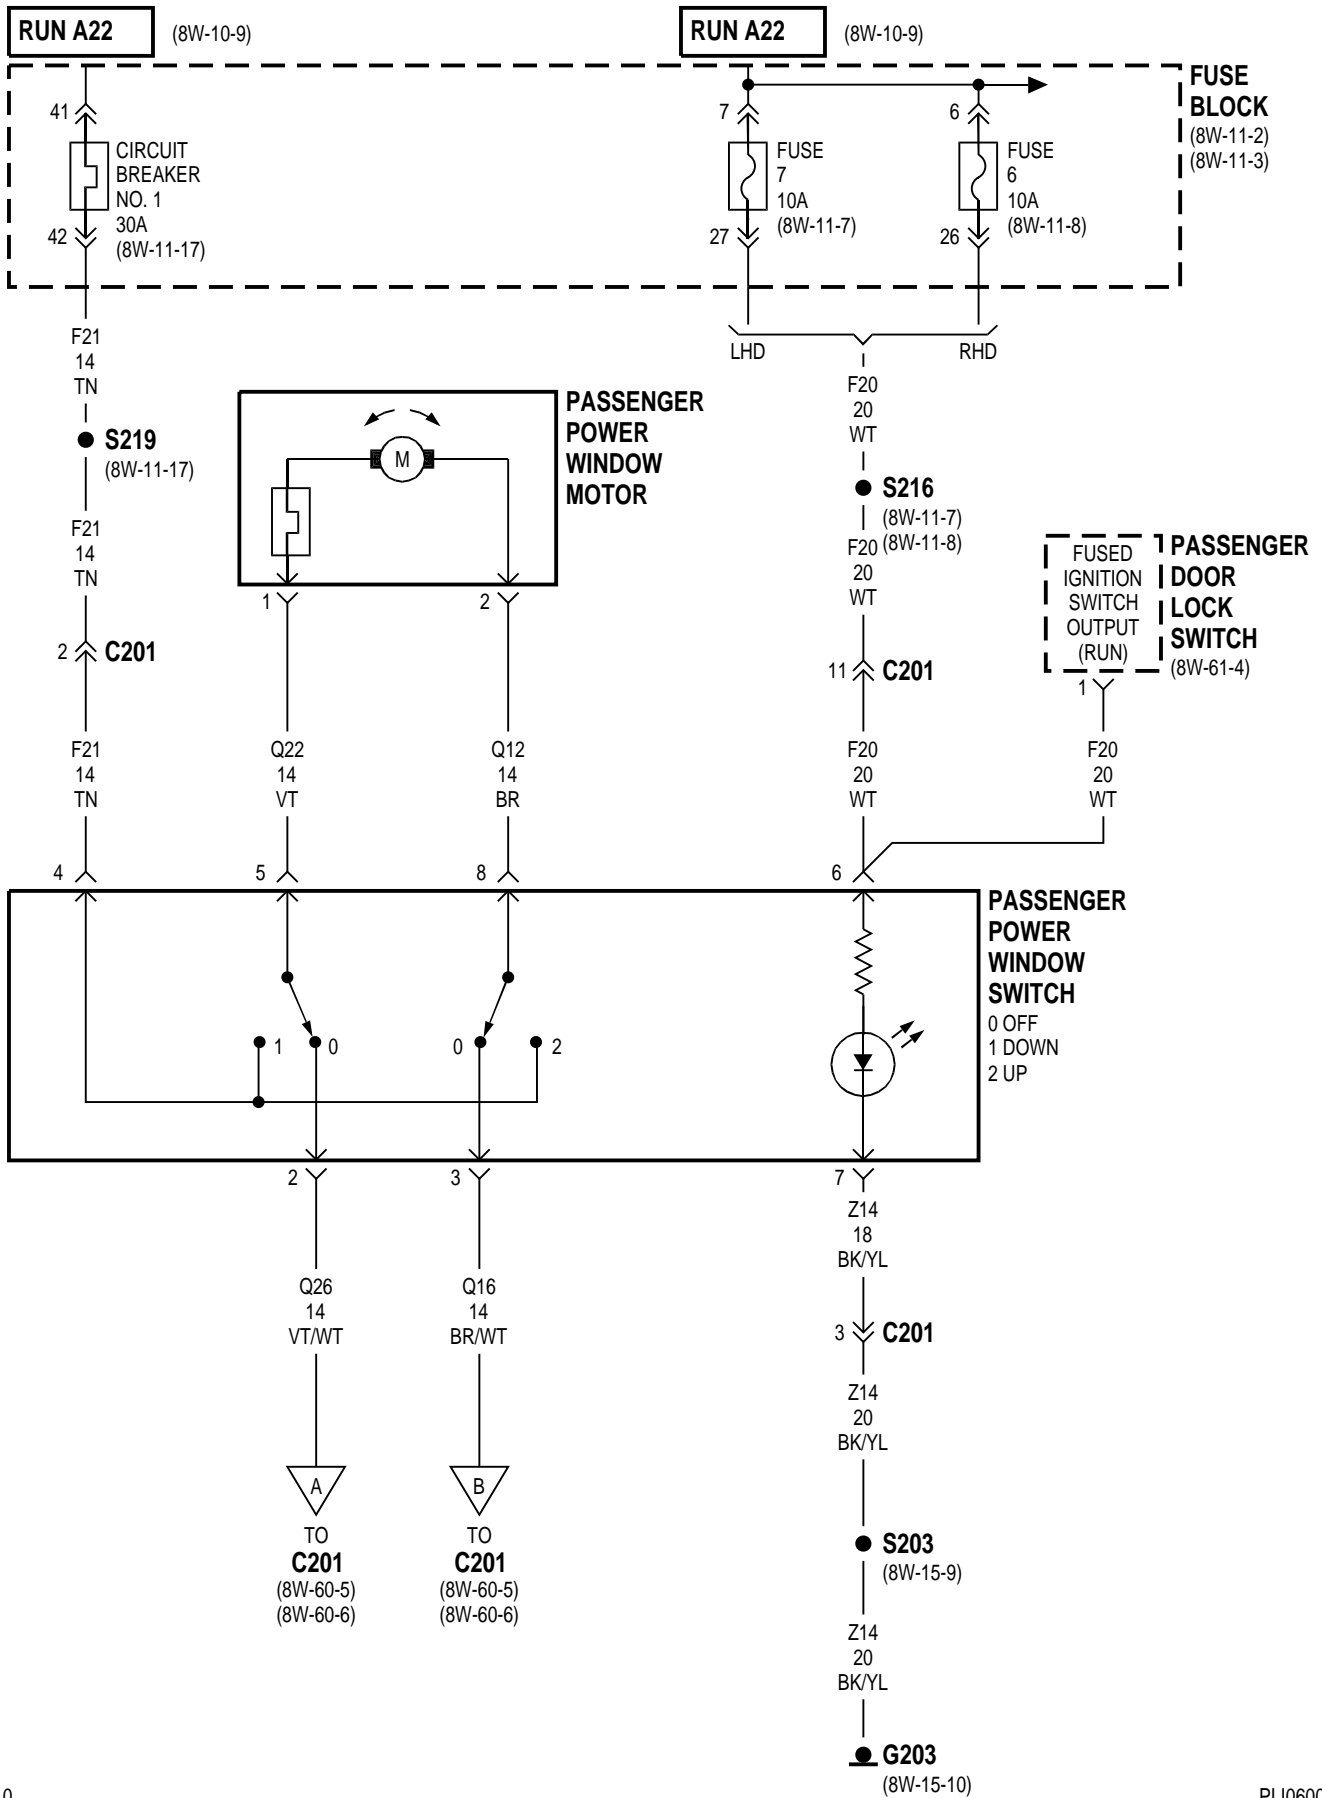 RUN A22 (8W-10-9)
RUN A22 (8W-10-9)
FUSE
BLOCK
(8W-11-2)
(8W-11-3)
41
CIRCUIT
BREAKER
NO. 1
30A
(8W-11-17)
42
7
FUSE
7
10A
(8W-11-7)
27
6
FUSE
6
10A
(8W-11-8)
26
LHD
RHD
F21
14
TN
S219
(8W-11-17)
F21
14
TN
2 C201
F21
14
TN
PASSENGER
POWER
WINDOW
MOTOR
M
1
2
Q22
14
VT
Q12
14
BR
F20
20
WT
S216
(8W-11-7)
(8W-11-8)
F20
20
WT
11 C201
F20
20
WT
FUSED
IGNITION
SWITCH
OUTPUT
(RUN)
PASSENGER
DOOR
LOCK
SWITCH
(8W-61-4)
1
F20
20
WT
4
5
8
6
PASSENGER
POWER
WINDOW
SWITCH
0 OFF
1 DOWN
2 UP
1
0
0
2
2
3
7
Q26
14
VT/WT
Q16
14
BR/WT
Z14
18
BK/YL
3 C201
Z14
20
BK/YL
A
TO
C201
(8W-60-5)
(8W-60-6)
B
TO
C201
(8W-60-5)
(8W-60-6)
S203
(8W-15-9)
Z14
20
BK/YL
G203
(8W-15-10)
0